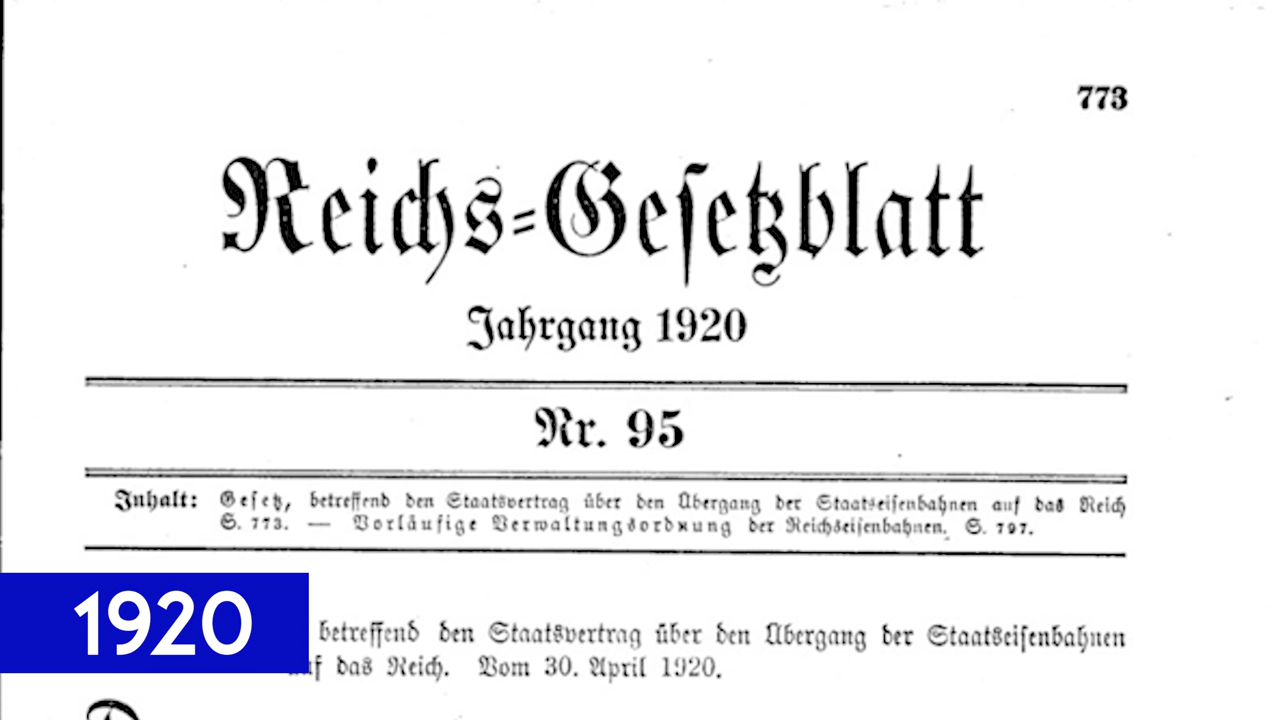 773
Reichs=Gesetzblatt
Jahrgang 1920
Nr. 95
Inhalt: Gesetz, betreffend den Staatsvertrag über den Übergang der Staatseisenbahnen auf das Reich
S. 773. — Vorläufige Verwaltungsordnung der Reichseisenbahnen. S. 797.
1920
betreffend den Staatsvertrag über den Übergang der Staatseisenbahnen
auf das Reich. Vom 30. April 1920.